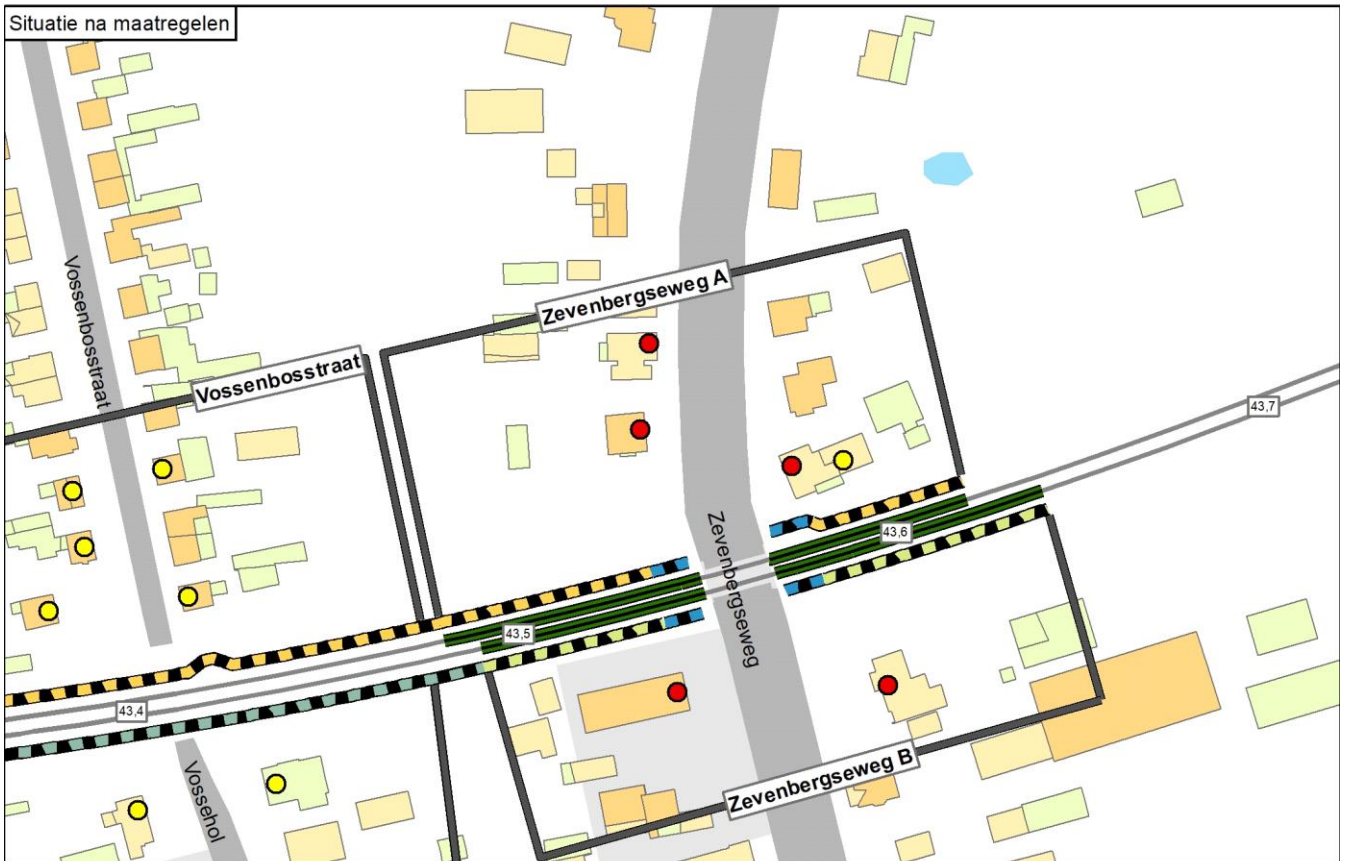 Situatie na maatregelen
Vossenbosstraat
Zevenbergseweg A
Vossenbosstraat
43,7
43,6
Zevenbergseweg
43,5
43,4
Vossehol
Zevenbergseweg B